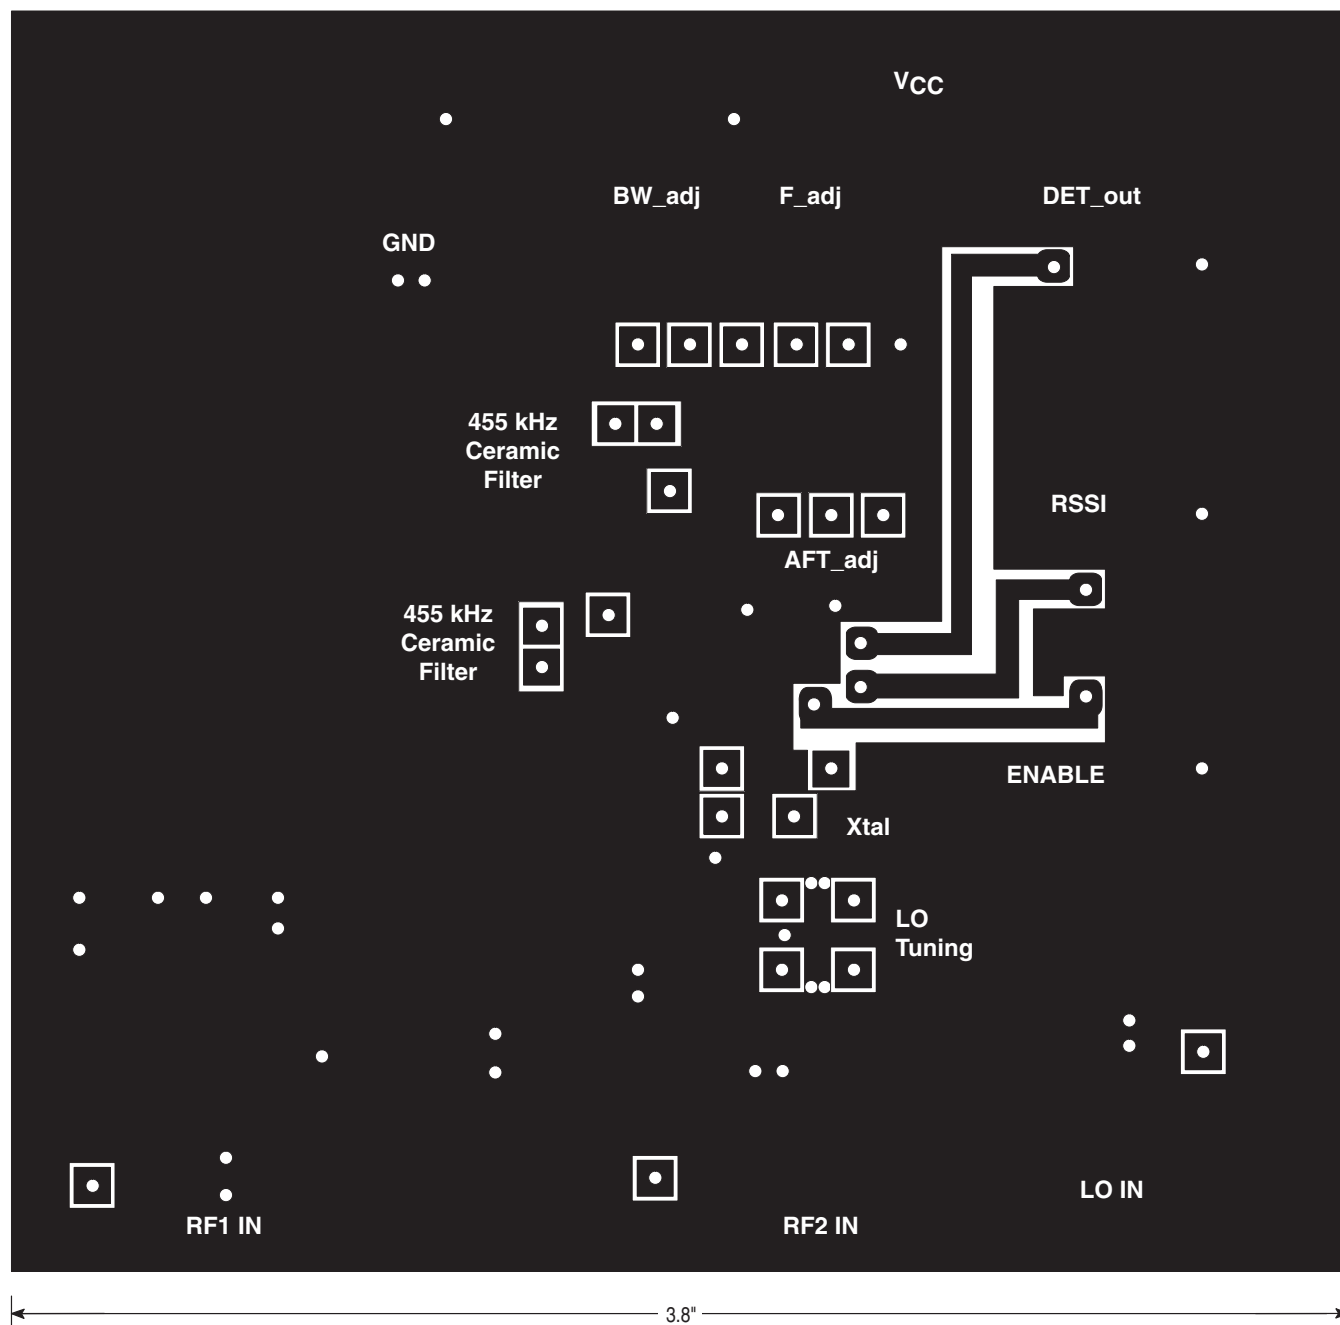 VCC
BW_adj
F_adj
DET_out
GND
455 kHz
Ceramic
Filter
RSSI
AFT_adj
455 kHz
Ceramic
Filter
ENABLE
Xtal
LO
Tuning
LO IN
RF1 IN
RF2 IN
3.8"